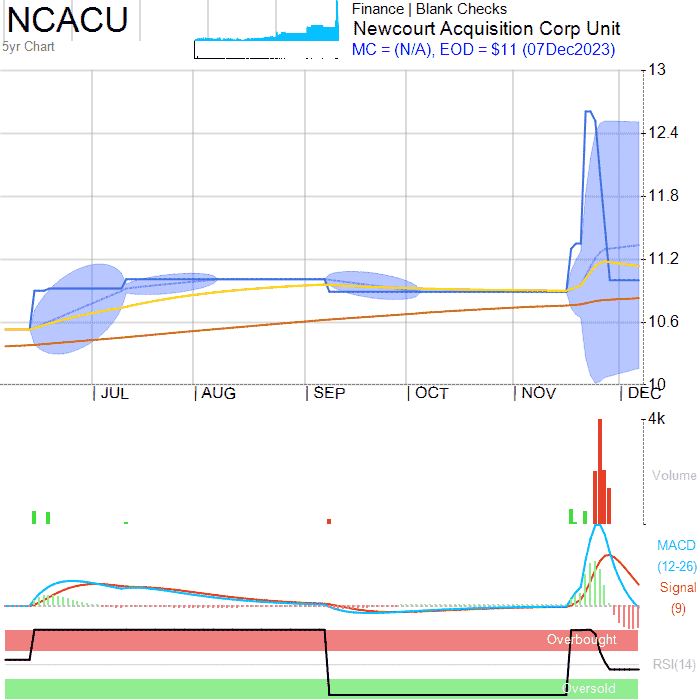 NCACU
5yr Chart
Finance | Blank Checks
Newcourt Acquisition Corp Unit
MC = (N/A), EOD = $11 (07Dec2023)
13
12.4
11.8
11.2
10.6
10
JUL AUG SEP OCT NOV DEC
4k
Volume
MACD
(12-26)
Signal
(9)
Overbought
RSI(14)
Oversold